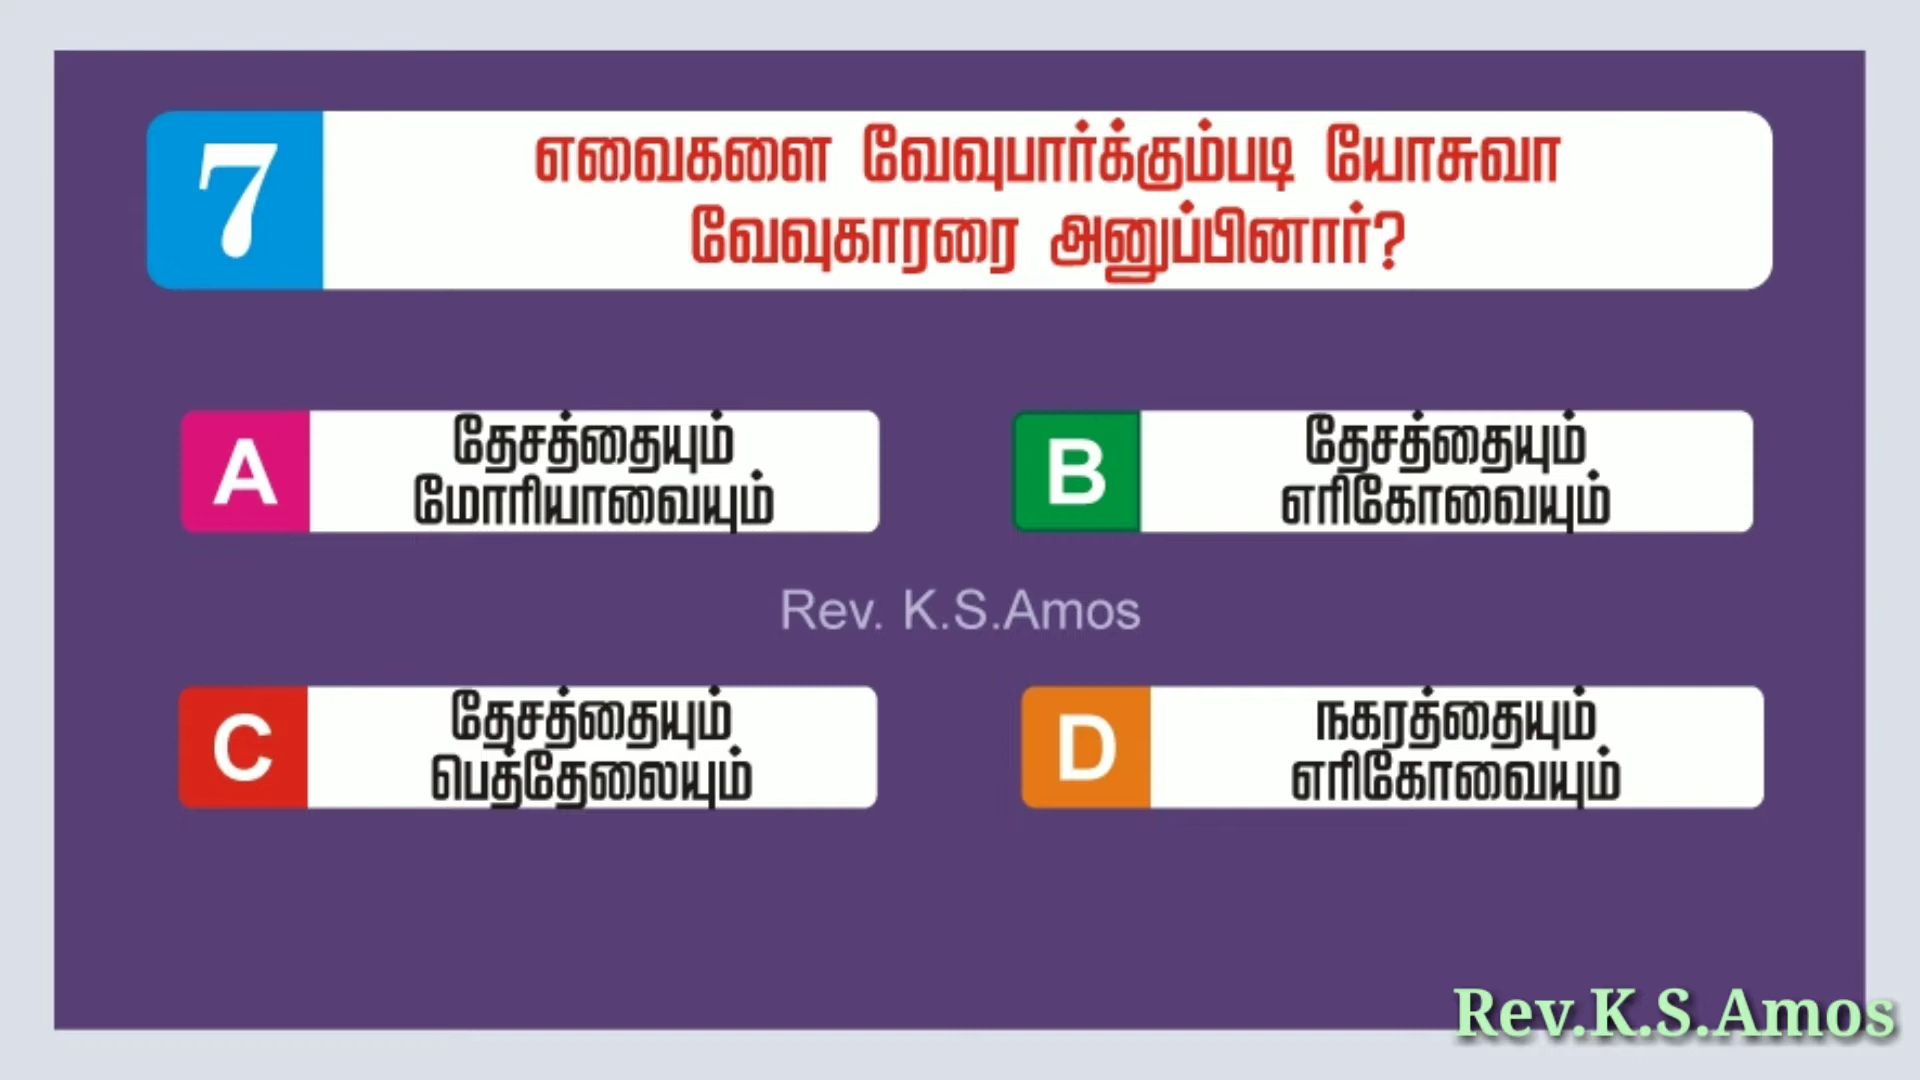 7
எவைகளை வேவுபார்க்கும்படி யோசுவா
வேவுகாரரை அனுப்பினார்?
A
தேசத்தையும்
மோரியாவையும்
B
தேசத்தையும்
எரிகோவையும்
Rev. K.S.Amos
C
தேசத்தையும்
பெத்தேலையும்
D
நகரத்தையும்
எரிகோவையும்
Rev.K.S.Amos